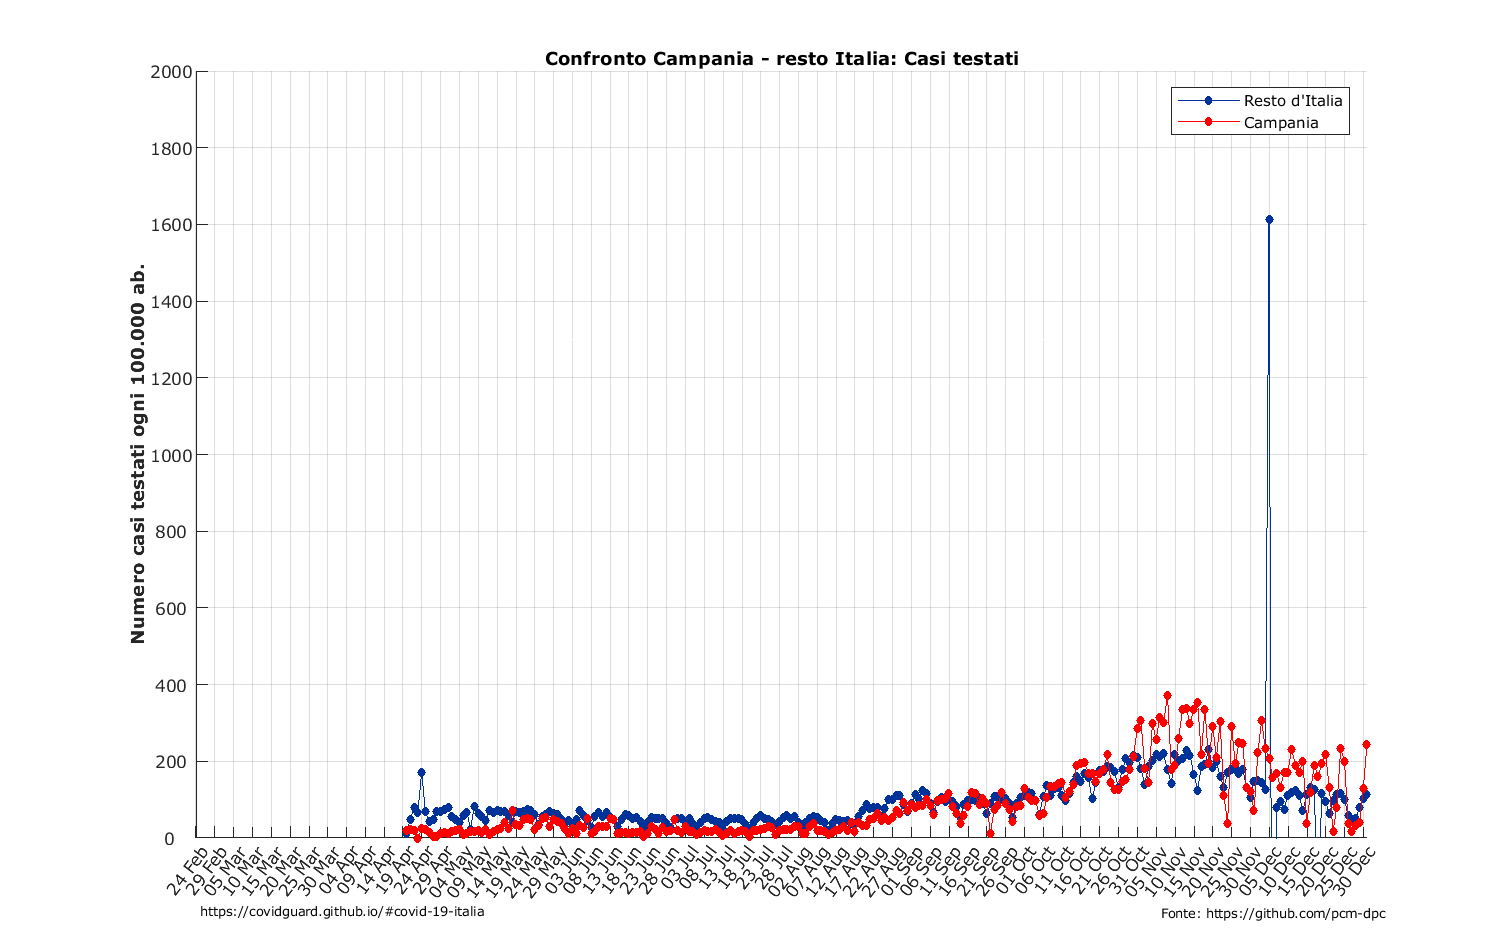 Confronto Campania - resto Italia: Casi testati
Resto d'Italia
Campania
Numero casi testati ogni 100.000 ab.
2000
1800
1600
1400
1200
1000
800
600
400
200
0
24 Feb
29 Feb
05 Mar
10 Mar
15 Mar
20 Mar
25 Mar
30 Mar
04 Apr
09 Apr
14 Apr
19 Apr
24 Apr
29 Apr
04 May
09 May
14 May
19 May
24 May
29 May
03 Jun
08 Jun
13 Jun
18 Jun
23 Jun
28 Jun
03 Jul
08 Jul
13 Jul
18 Jul
23 Jul
28 Jul
02 Aug
07 Aug
12 Aug
17 Aug
22 Aug
27 Aug
01 Sep
06 Sep
11 Sep
16 Sep
21 Sep
26 Sep
01 Oct
06 Oct
11 Oct
16 Oct
21 Oct
26 Oct
31 Oct
05 Nov
10 Nov
15 Nov
20 Nov
25 Nov
30 Nov
05 Dec
10 Dec
15 Dec
20 Dec
25 Dec
30 Dec
https://covidguard.github.io/#covid-19-italia
Fonte: https://github.com/pcm-dpc